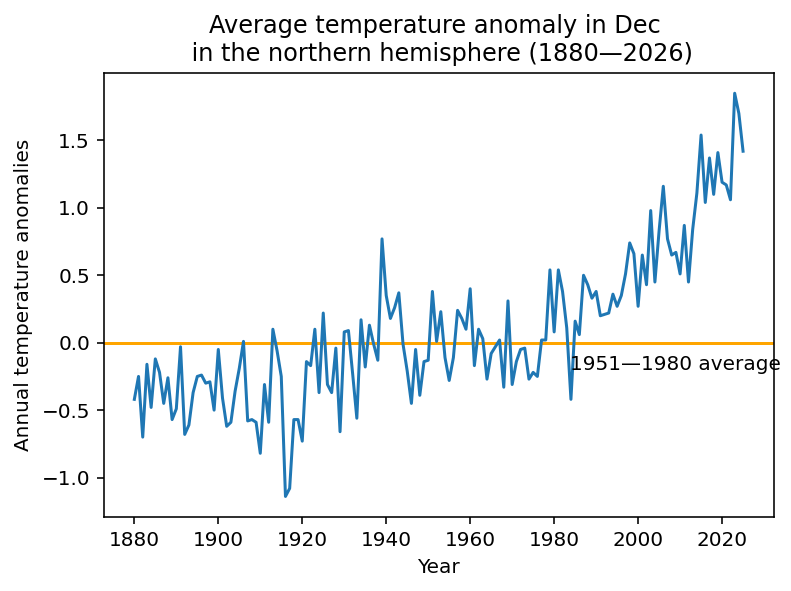 Average temperature anomaly in Dec
in the northern hemisphere (1880—2026)
Annual temperature anomalies
1.5
1.0
0.5
0.0
−0.5
−1.0
1951—1980 average
1880 1900 1920 1940 1960 1980 2000 2020
Year